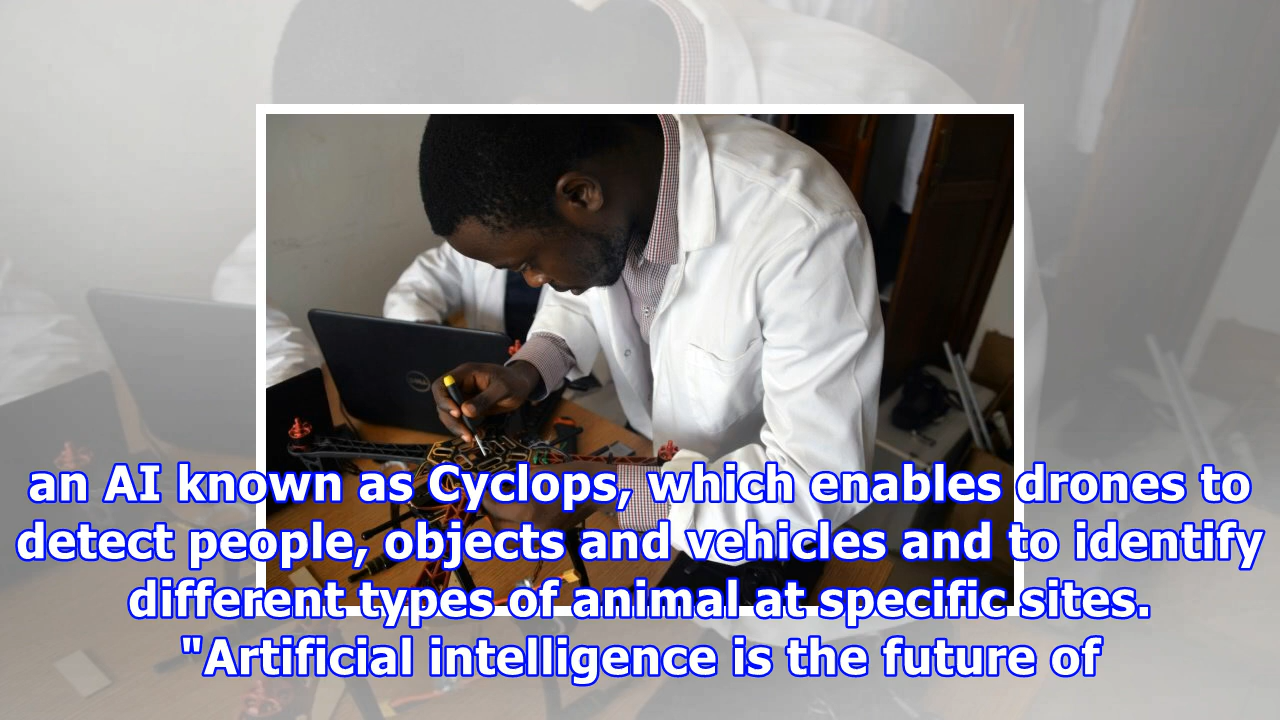 DELL
an AI known as Cyclops, which enables drones to
detect people, objects and vehicles and to identify
different types of animal at specific sites.
"Artificial intelligence is the future of